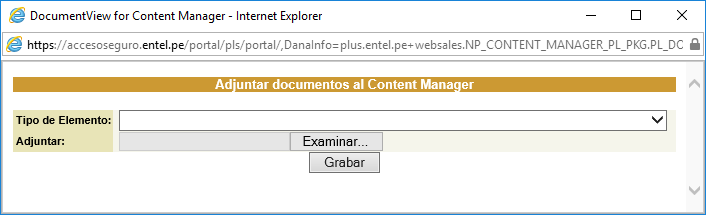 DocumentView for Content Manager - Internet Explorer
https://accesoseguro.entel.pe/portal/pls/portal/,DanaInfo=plus.entel.pe+websales.NP_CONTENT_MANAGER_PL_PKG.PL_DO
Adjuntar documentos al Content Manager
Tipo de Elemento:
Adjuntar: Examinar...
Grabar